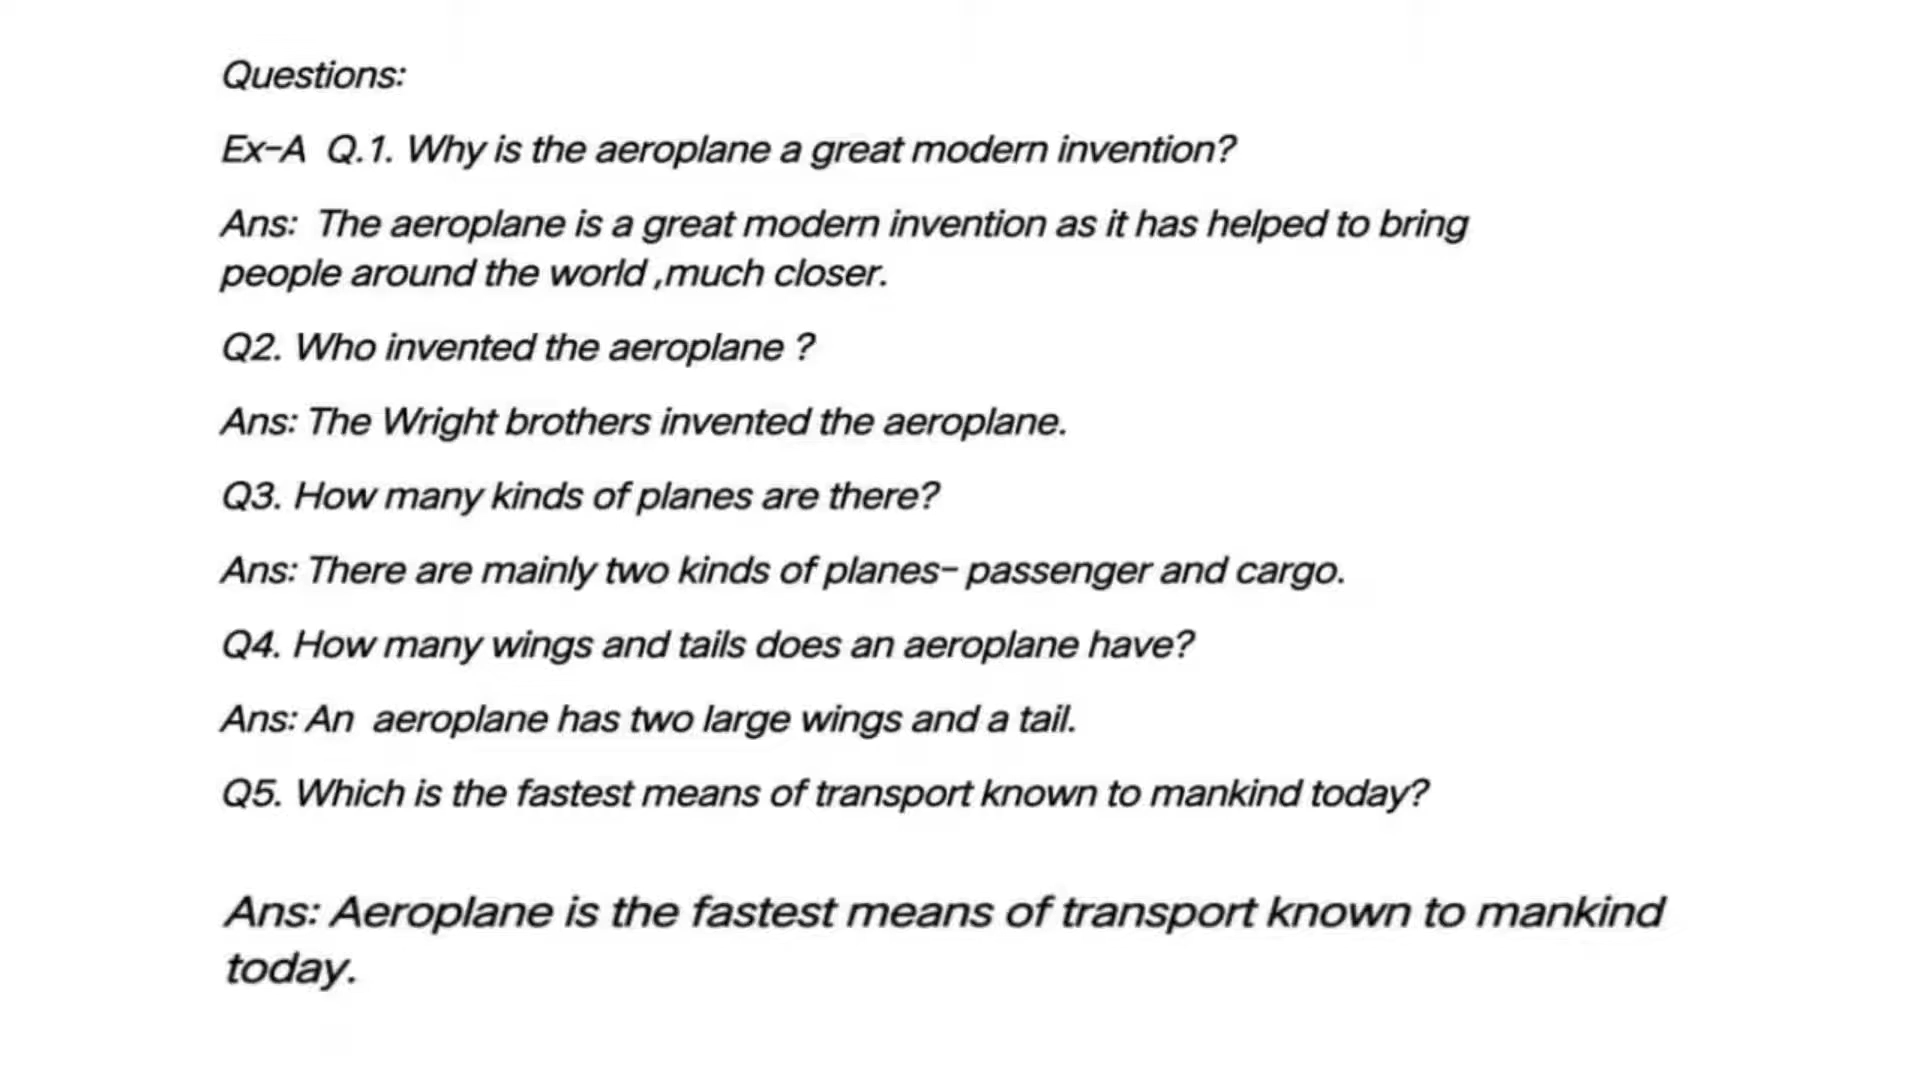 Questions:
Ex-A  Q.1. Why is the aeroplane a great modern invention?
Ans:  The aeroplane is a great modern invention as it has helped to bring
people around the world ,much closer.
Q2. Who invented the aeroplane ?
Ans: The Wright brothers invented the aeroplane.
Q3. How many kinds of planes are there?
Ans: There are mainly two kinds of planes- passenger and cargo.
Q4. How many wings and tails does an aeroplane have?
Ans: An  aeroplane has two large wings and a tail.
Q5. Which is the fastest means of transport known to mankind today?
Ans: Aeroplane is the fastest means of transport known to mankind
today.